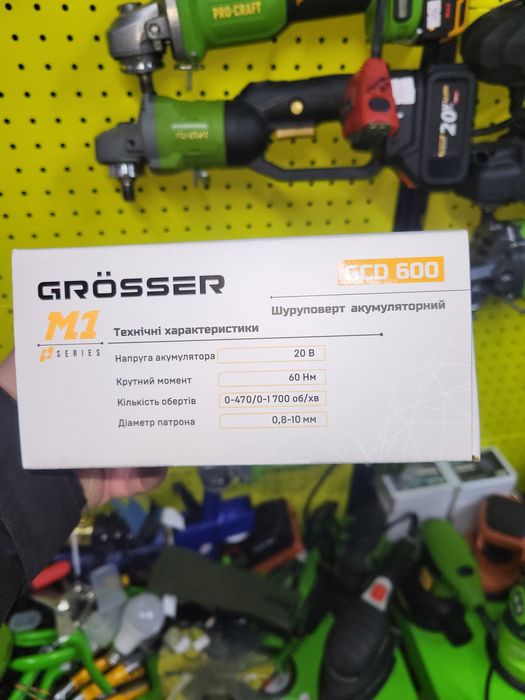 PRO-CRAFT
20
GRÖSSER
GCD 600
Шуруповерт акумуляторний
M1
SERIES
Технічні характеристики
Напруга акумулятора 20 В
Крутний момент 60 Нм
Кількість обертів 0-470/0-1 700 об/хв
Діаметр патрона 0,8-10 мм